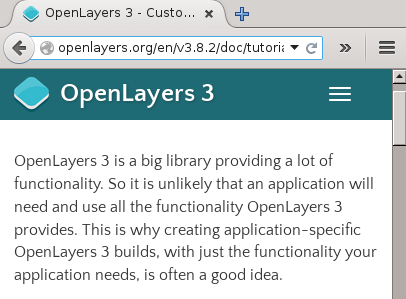 OpenLayers 3 - Custo...
openlayers.org/en/v3.8.2/doc/tutoria
OpenLayers 3
OpenLayers 3 is a big library providing a lot of
functionality. So it is unlikely that an application will
need and use all the functionality OpenLayers 3
provides. This is why creating application-specific
OpenLayers 3 builds, with just the functionality your
application needs, is often a good idea.